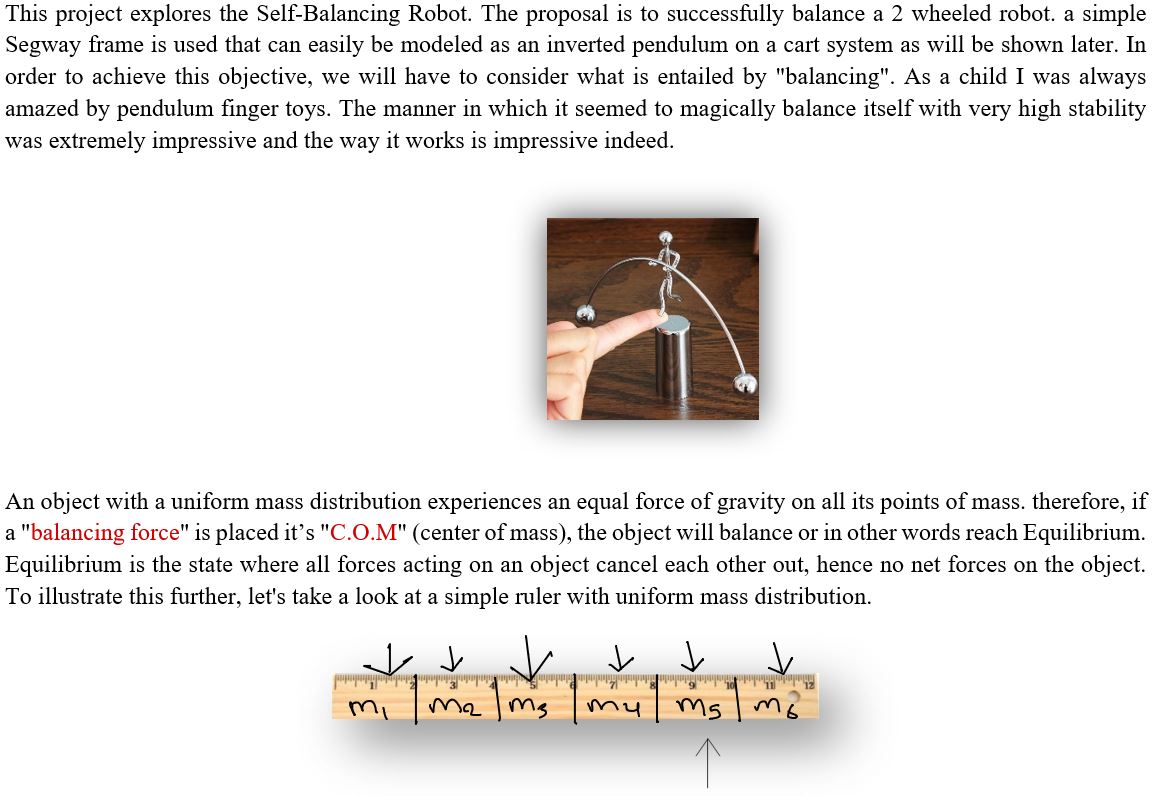 This project explores the Self-Balancing Robot. The proposal is to successfully balance a 2 wheeled robot. a simple
Segway frame is used that can easily be modeled as an inverted pendulum on a cart system as will be shown later. In
order to achieve this objective, we will have to consider what is entailed by "balancing". As a child I was always
amazed by pendulum finger toys. The manner in which it seemed to magically balance itself with very high stability
was extremely impressive and the way it works is impressive indeed.
An object with a uniform mass distribution experiences an equal force of gravity on all its points of mass. therefore, if
a "balancing force" is placed it’s "C.O.M" (center of mass), the object will balance or in other words reach Equilibrium.
Equilibrium is the state where all forces acting on an object cancel each other out, hence no net forces on the object.
To illustrate this further, let's take a look at a simple ruler with uniform mass distribution.
1 2 3 4 5 6 7 8 9 10 11 12
m1 m2 m3 m4 m5 m6